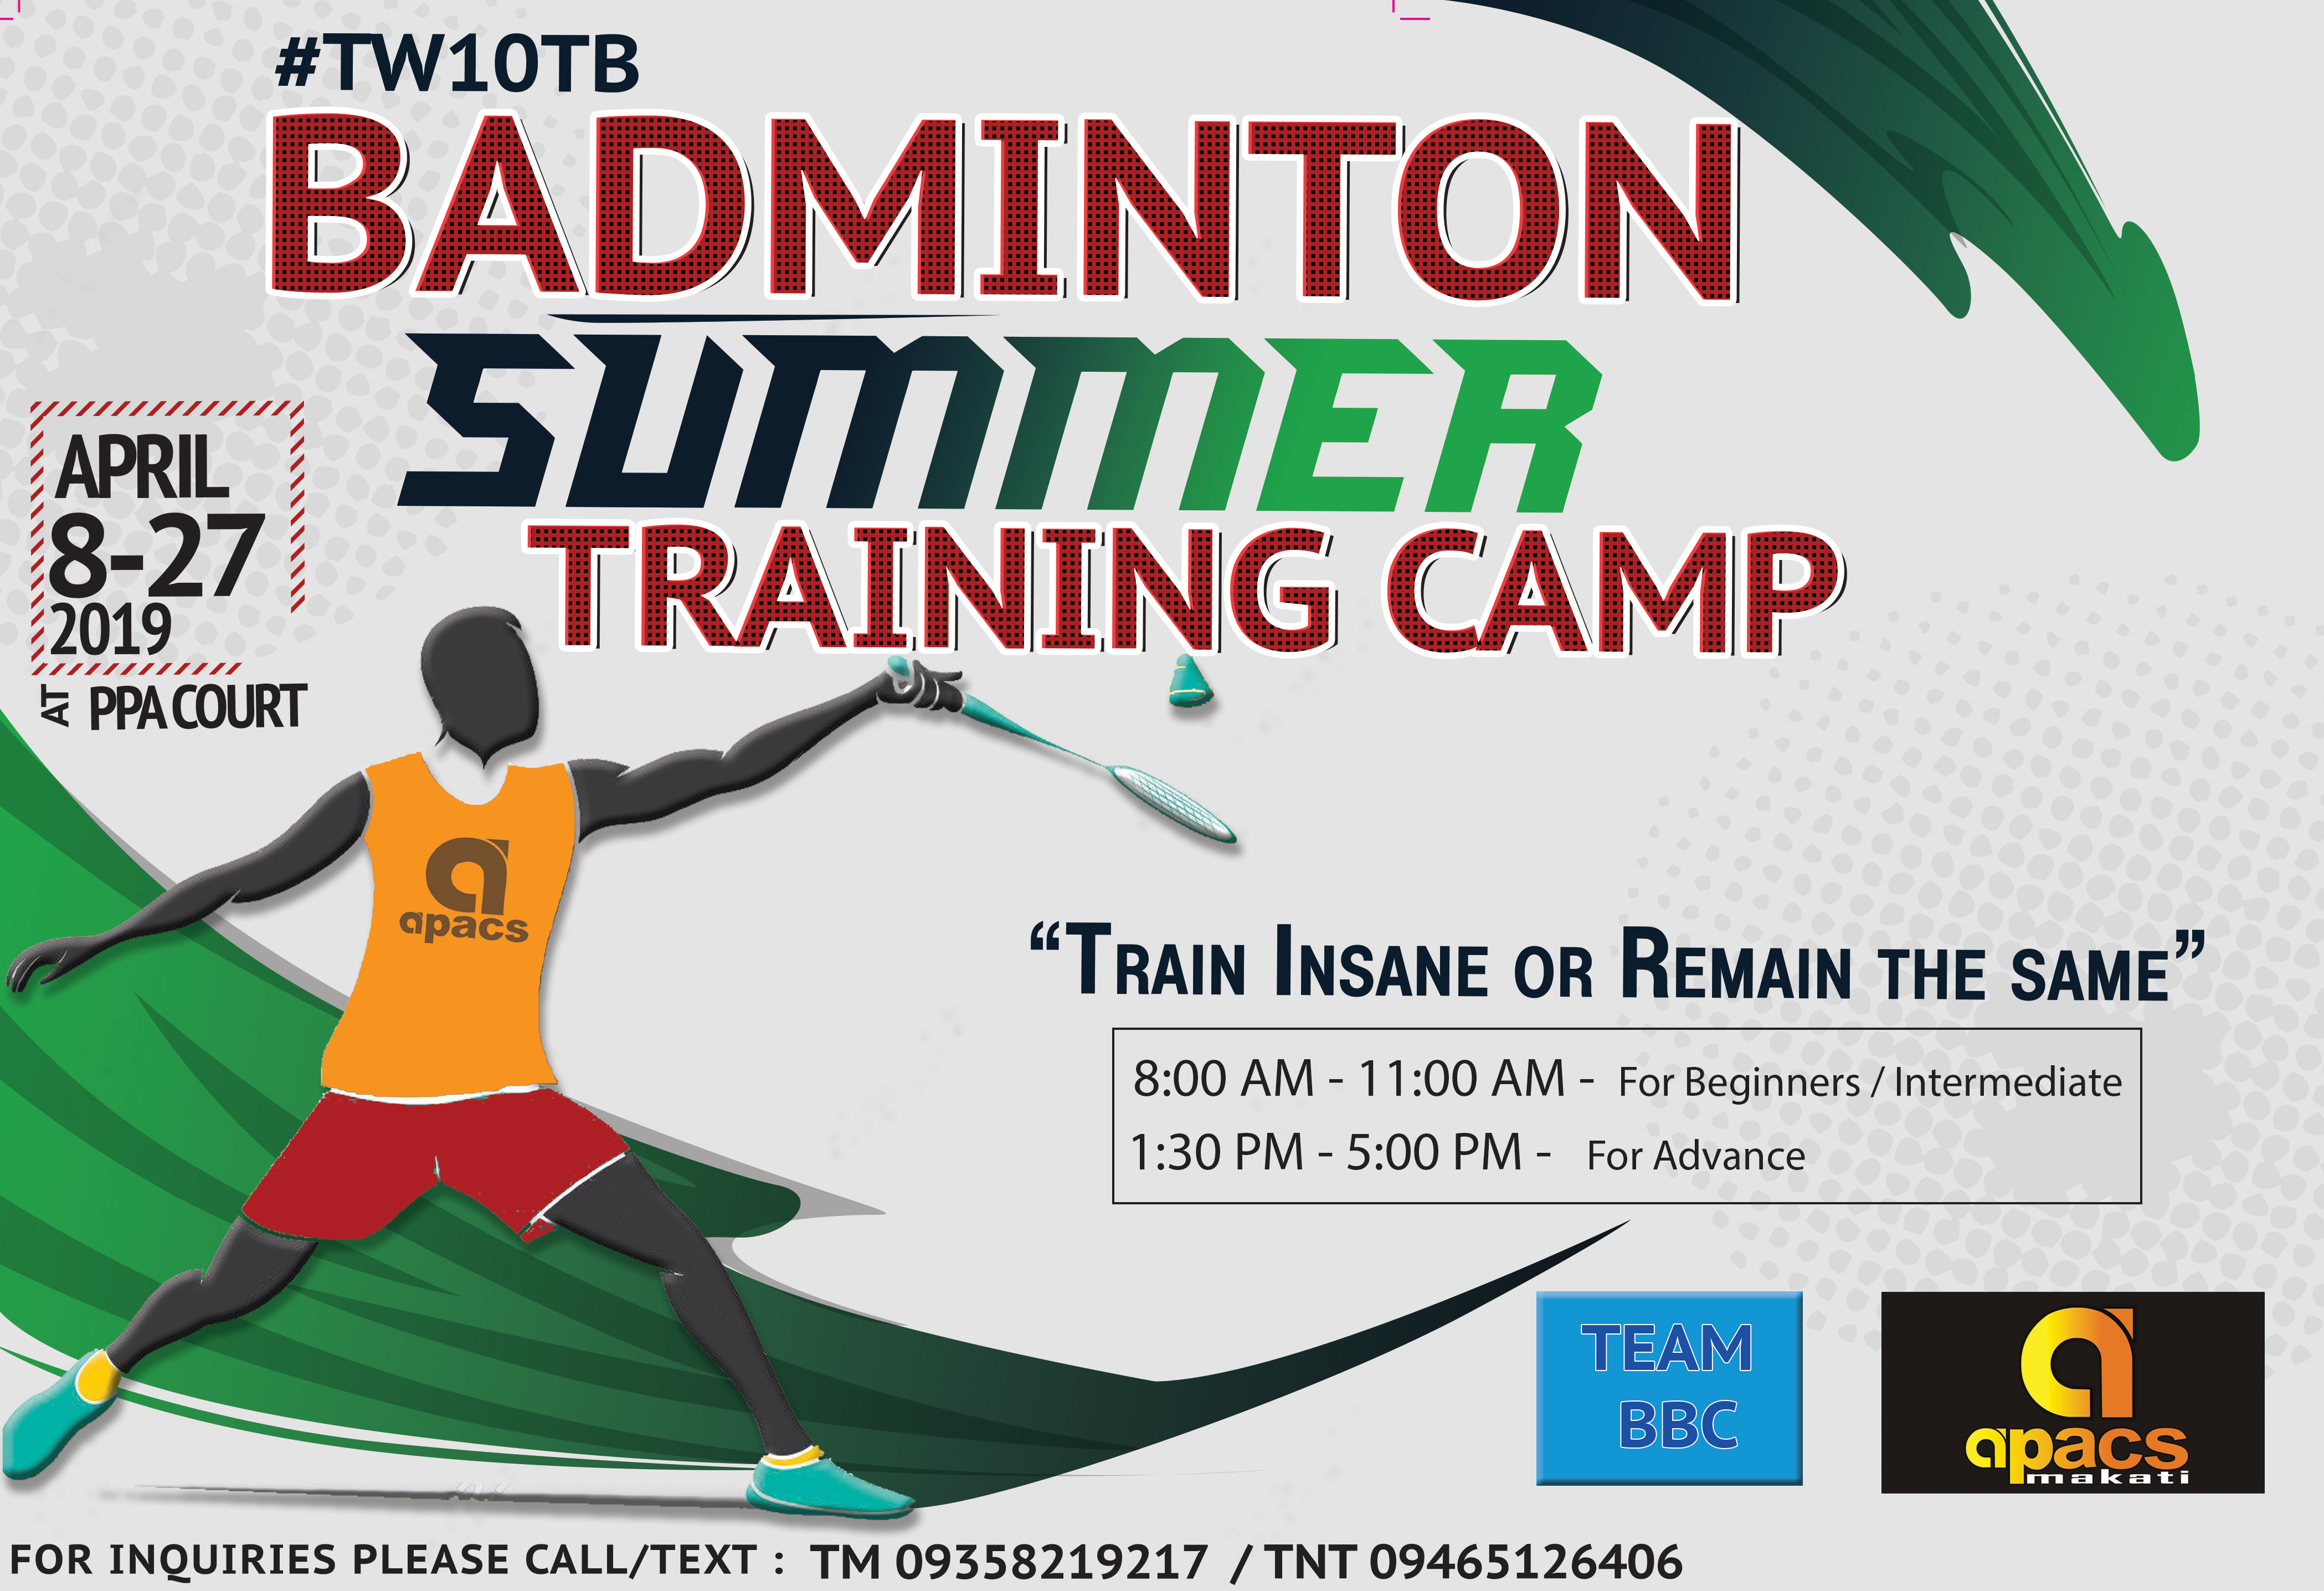 #TW10TB
BADMINTON
SUMMER
TRAINING CAMP
APRIL
8-27
2019
AT PPA COURT
a
apacs
“TRAIN INSANE OR REMAIN THE SAME”
8:00 AM - 11:00 AM - For Beginners / Intermediate
1:30 PM - 5:00 PM - For Advance
TEAM
BBC
a
apacs
makati
FOR INQUIRIES PLEASE CALL/TEXT : TM 09358219217 / TNT 09465126406